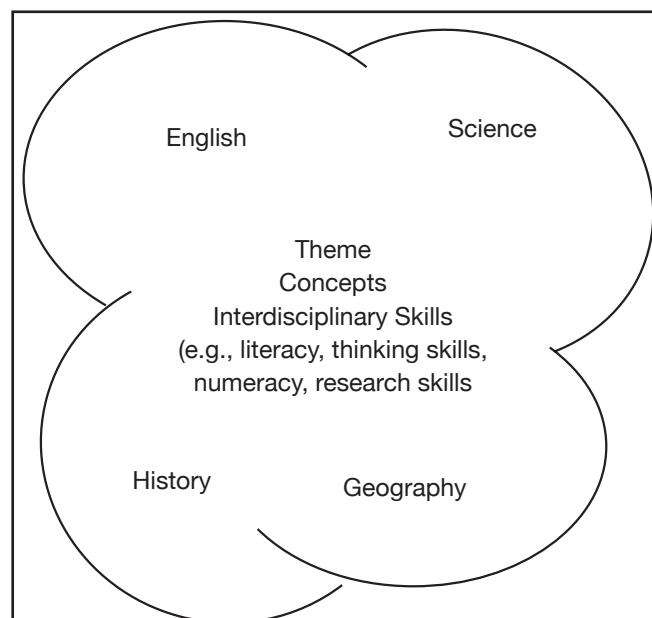 English
Science
Theme
Concepts
Interdisciplinary Skills
(e.g., literacy, thinking skills,
numeracy, research skills
History
Geography